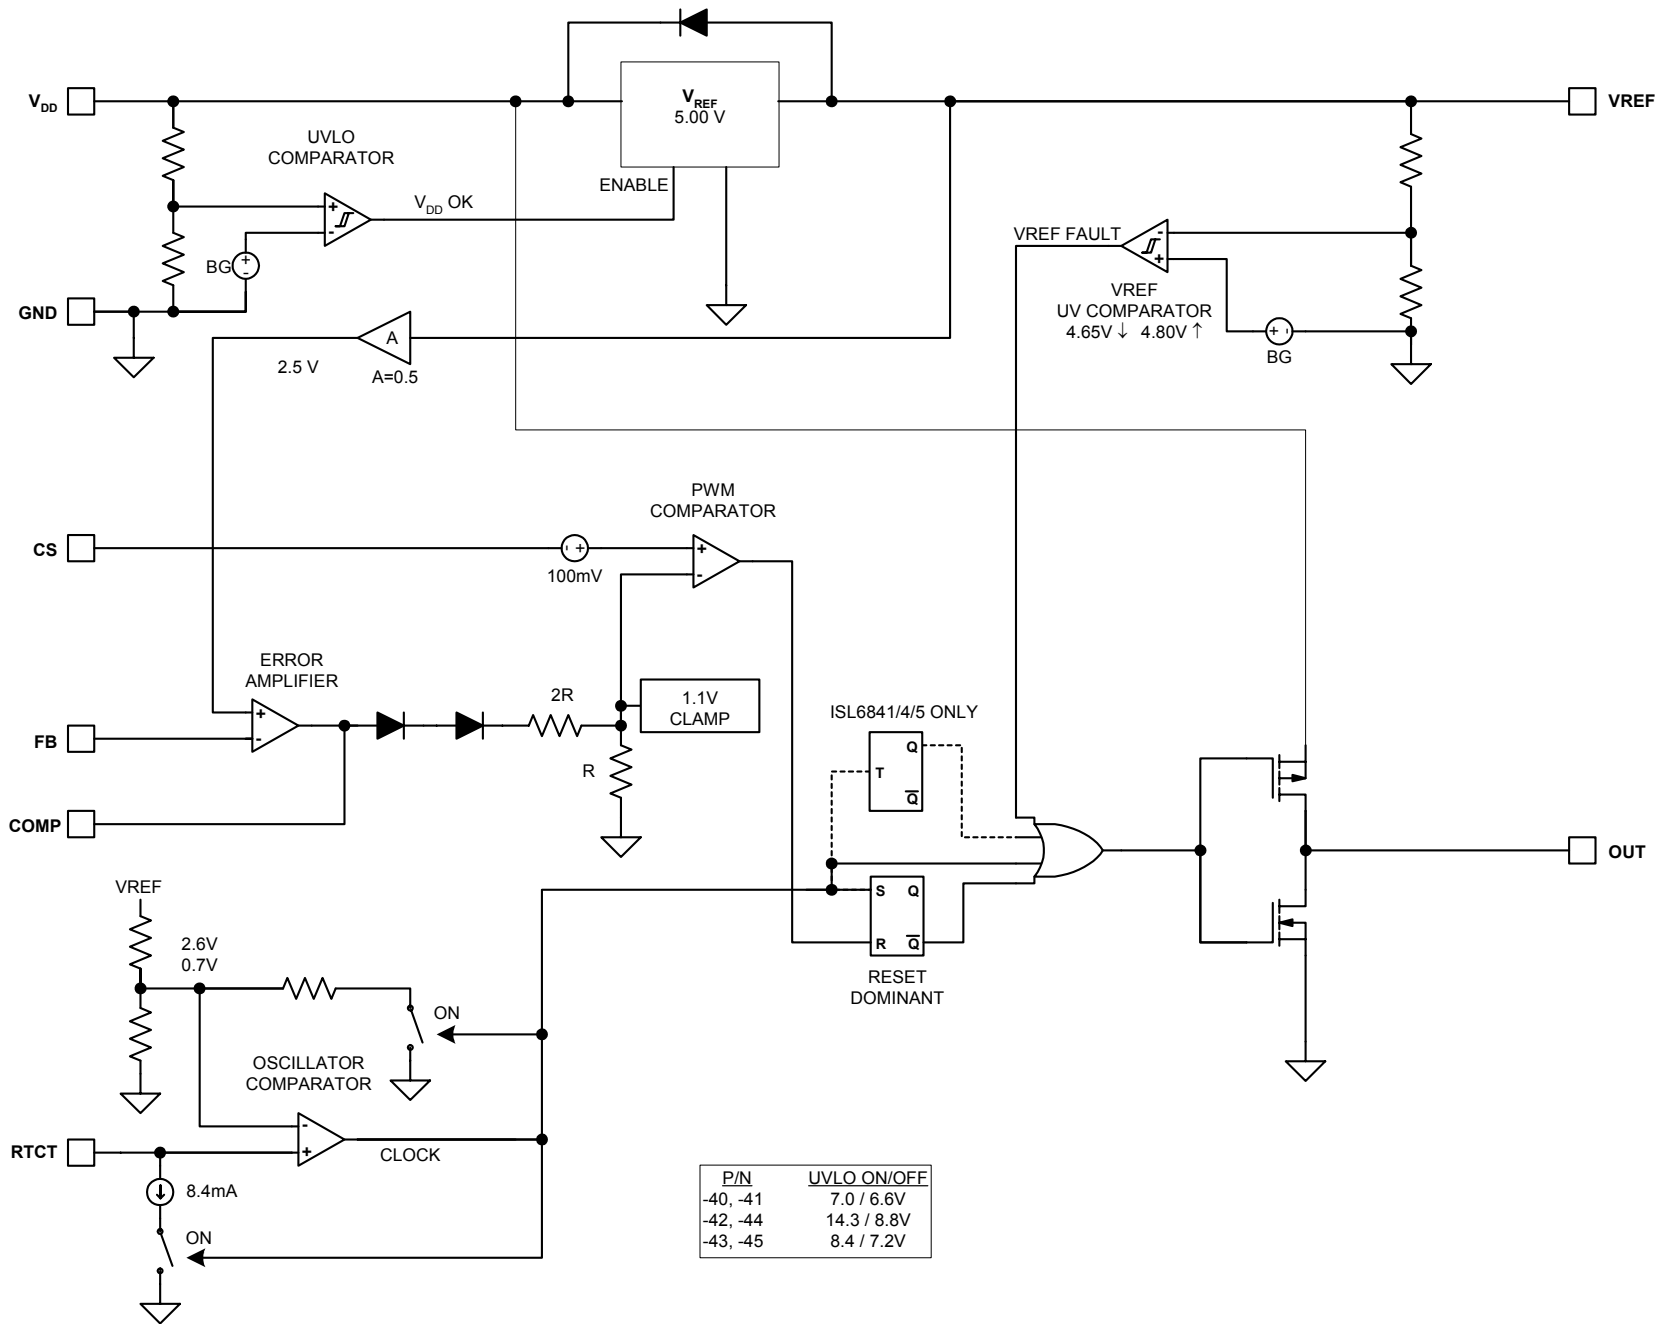 V_DD
V_REF
5.00 V
VREF
UVLO
COMPARATOR
+
-
V_DD OK
ENABLE
BG
+
-
VREF FAULT
-
+
VREF
UV COMPARATOR
4.65V ↓ 4.80V ↑
+ -
BG
GND
A
2.5 V
A=0.5
PWM
COMPARATOR
CS
- +
100mV
+
-
ERROR
AMPLIFIER
+
-
FB
2R
1.1V
CLAMP
R
COMP
ISL6841/4/5 ONLY
Q
T
Q̅
OUT
S Q
R Q̅
RESET
DOMINANT
VREF
2.6V
0.7V
ON
OSCILLATOR
COMPARATOR
-
+
RTCT
CLOCK
8.4mA
ON
P/N UVLO ON/OFF
-40, -41 7.0 / 6.6V
-42, -44 14.3 / 8.8V
-43, -45 8.4 / 7.2V